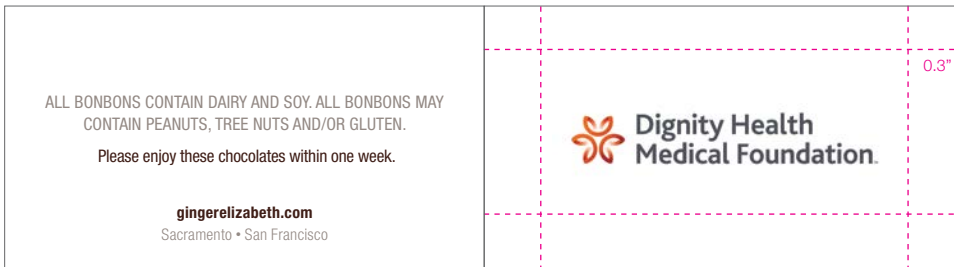 ALL BONBONS CONTAIN DAIRY AND SOY. ALL BONBONS MAY
CONTAIN PEANUTS, TREE NUTS AND/OR GLUTEN.
Please enjoy these chocolates within one week.
gingerelizabeth.com
Sacramento • San Francisco
0.3"
Dignity Health
Medical Foundation.